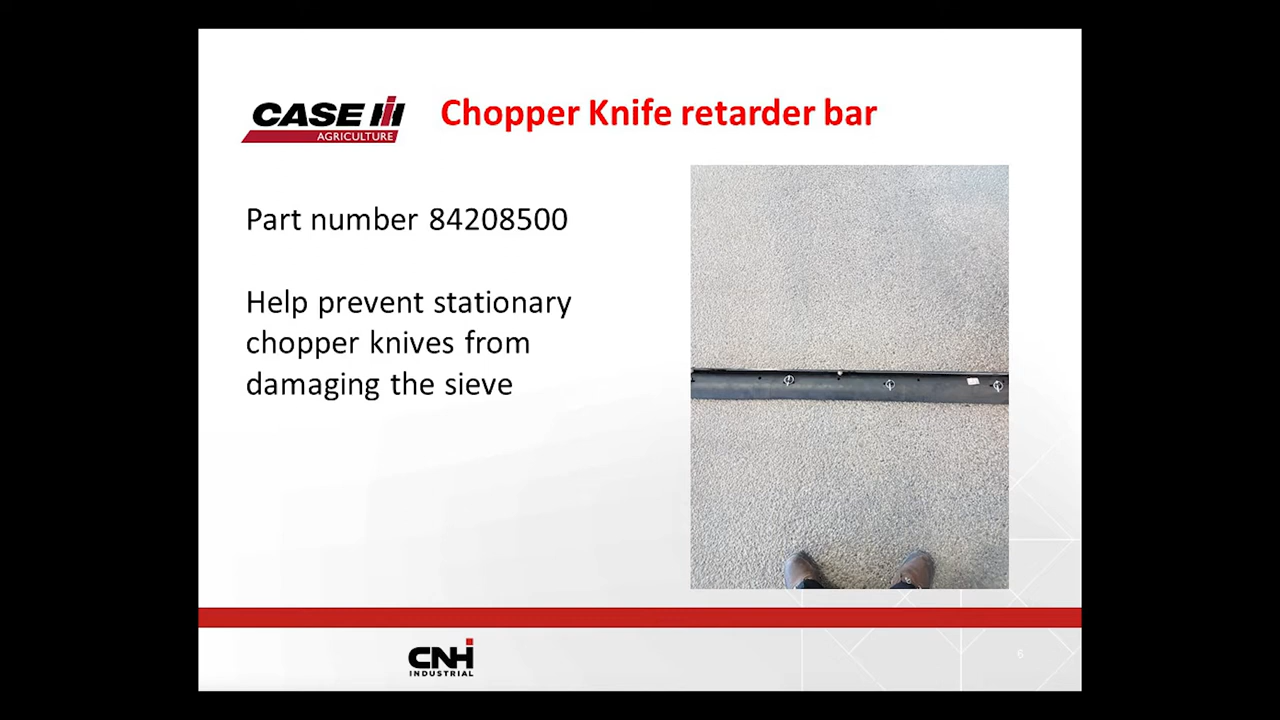 CASE IH
AGRICULTURE
Chopper Knife retarder bar
Part number 84208500
Help prevent stationary
chopper knives from
damaging the sieve
CNH
INDUSTRIAL
6